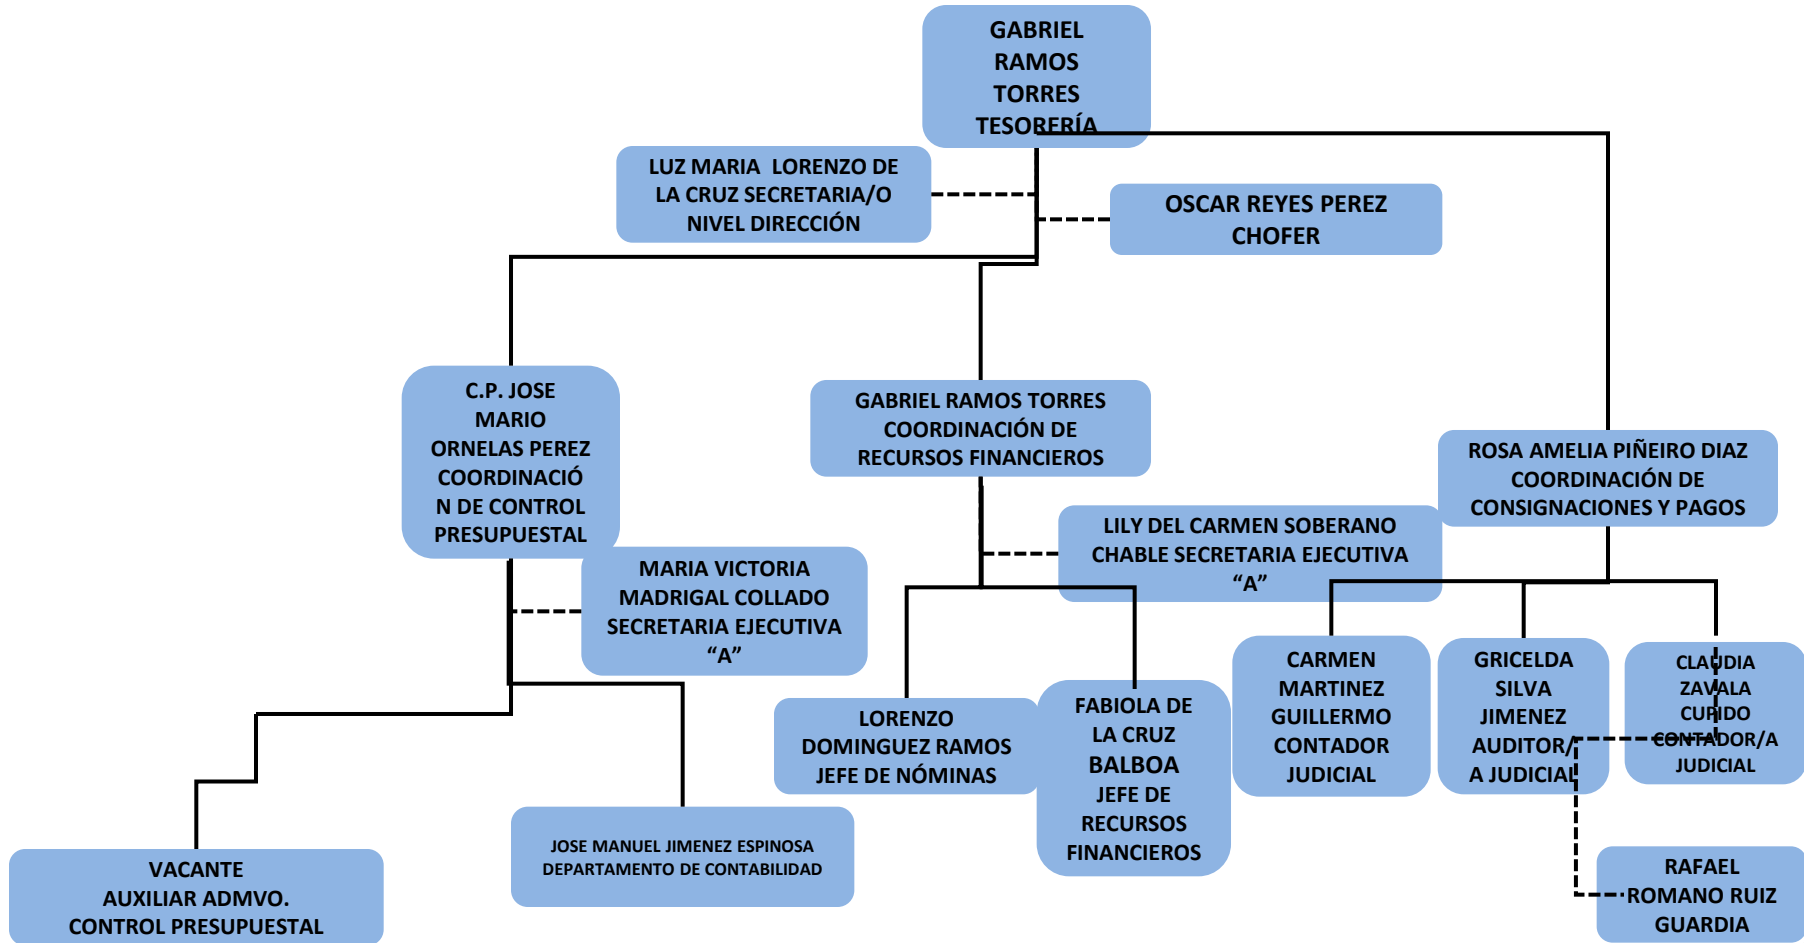 GABRIEL
RAMOS
TORRES
TESORERÍA
LUZ MARIA  LORENZO DE
LA CRUZ SECRETARIA/O
NIVEL DIRECCIÓN
OSCAR REYES PEREZ
CHOFER
C.P. JOSE
MARIO
ORNELAS PEREZ
COORDINACIÓ
N DE CONTROL
PRESUPUESTAL
GABRIEL RAMOS TORRES
COORDINACIÓN DE
RECURSOS FINANCIEROS
ROSA AMELIA PIÑEIRO DIAZ
COORDINACIÓN DE
CONSIGNACIONES Y PAGOS
MARIA VICTORIA
MADRIGAL COLLADO
SECRETARIA EJECUTIVA
“A”
LILY DEL CARMEN SOBERANO
CHABLE SECRETARIA EJECUTIVA
“A”
LORENZO
DOMINGUEZ RAMOS
JEFE DE NÓMINAS
FABIOLA DE
LA CRUZ
BALBOA
JEFE DE
RECURSOS
FINANCIEROS
CARMEN
MARTINEZ
GUILLERMO
CONTADOR
JUDICIAL
GRICELDA
SILVA
JIMENEZ
AUDITOR/
A JUDICIAL
CLAUDIA
ZAVALA
CUPIDO
CONTADOR/A
JUDICIAL
VACANTE
AUXILIAR ADMVO.
CONTROL PRESUPUESTAL
JOSE MANUEL JIMENEZ ESPINOSA
DEPARTAMENTO DE CONTABILIDAD
RAFAEL
ROMANO RUIZ
GUARDIA